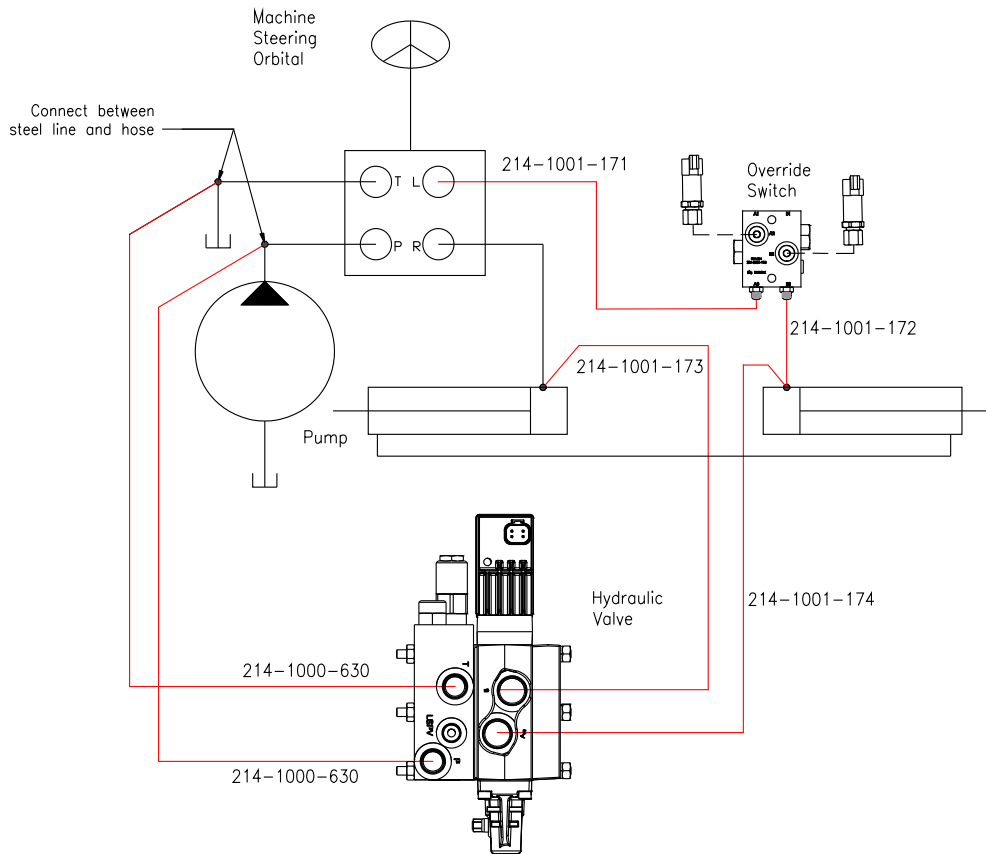 Machine
Steering
Orbital
Connect between
steel line and hose
T L
P R
214-1001-171
Override
Switch
214-1001-172
214-1001-173
Pump
Hydraulic
Valve
214-1001-174
214-1000-630
T
LSPV
P
214-1000-630